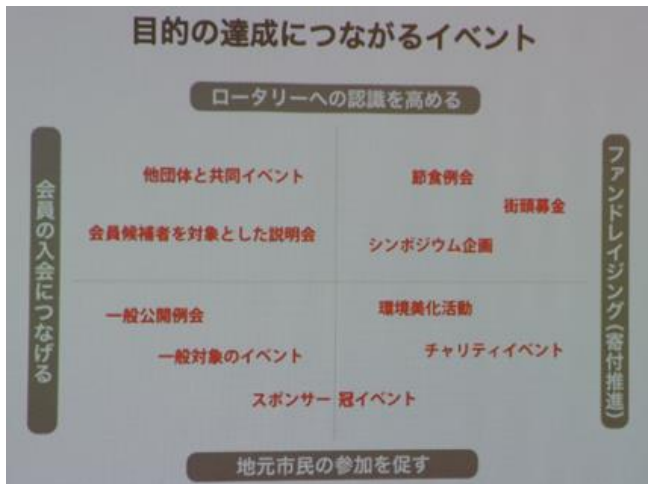 目的の達成につながるイベント
ロータリーへの認識を高める
会員の入会につなげる
ファンドレイジング(寄付推進)
他団体と共同イベント
節食例会
街頭募金
会員候補者を対象とした説明会
シンポジウム企画
一般公開例会
環境美化活動
一般対象のイベント
チャリティイベント
スポンサー 冠イベント
地元市民の参加を促す